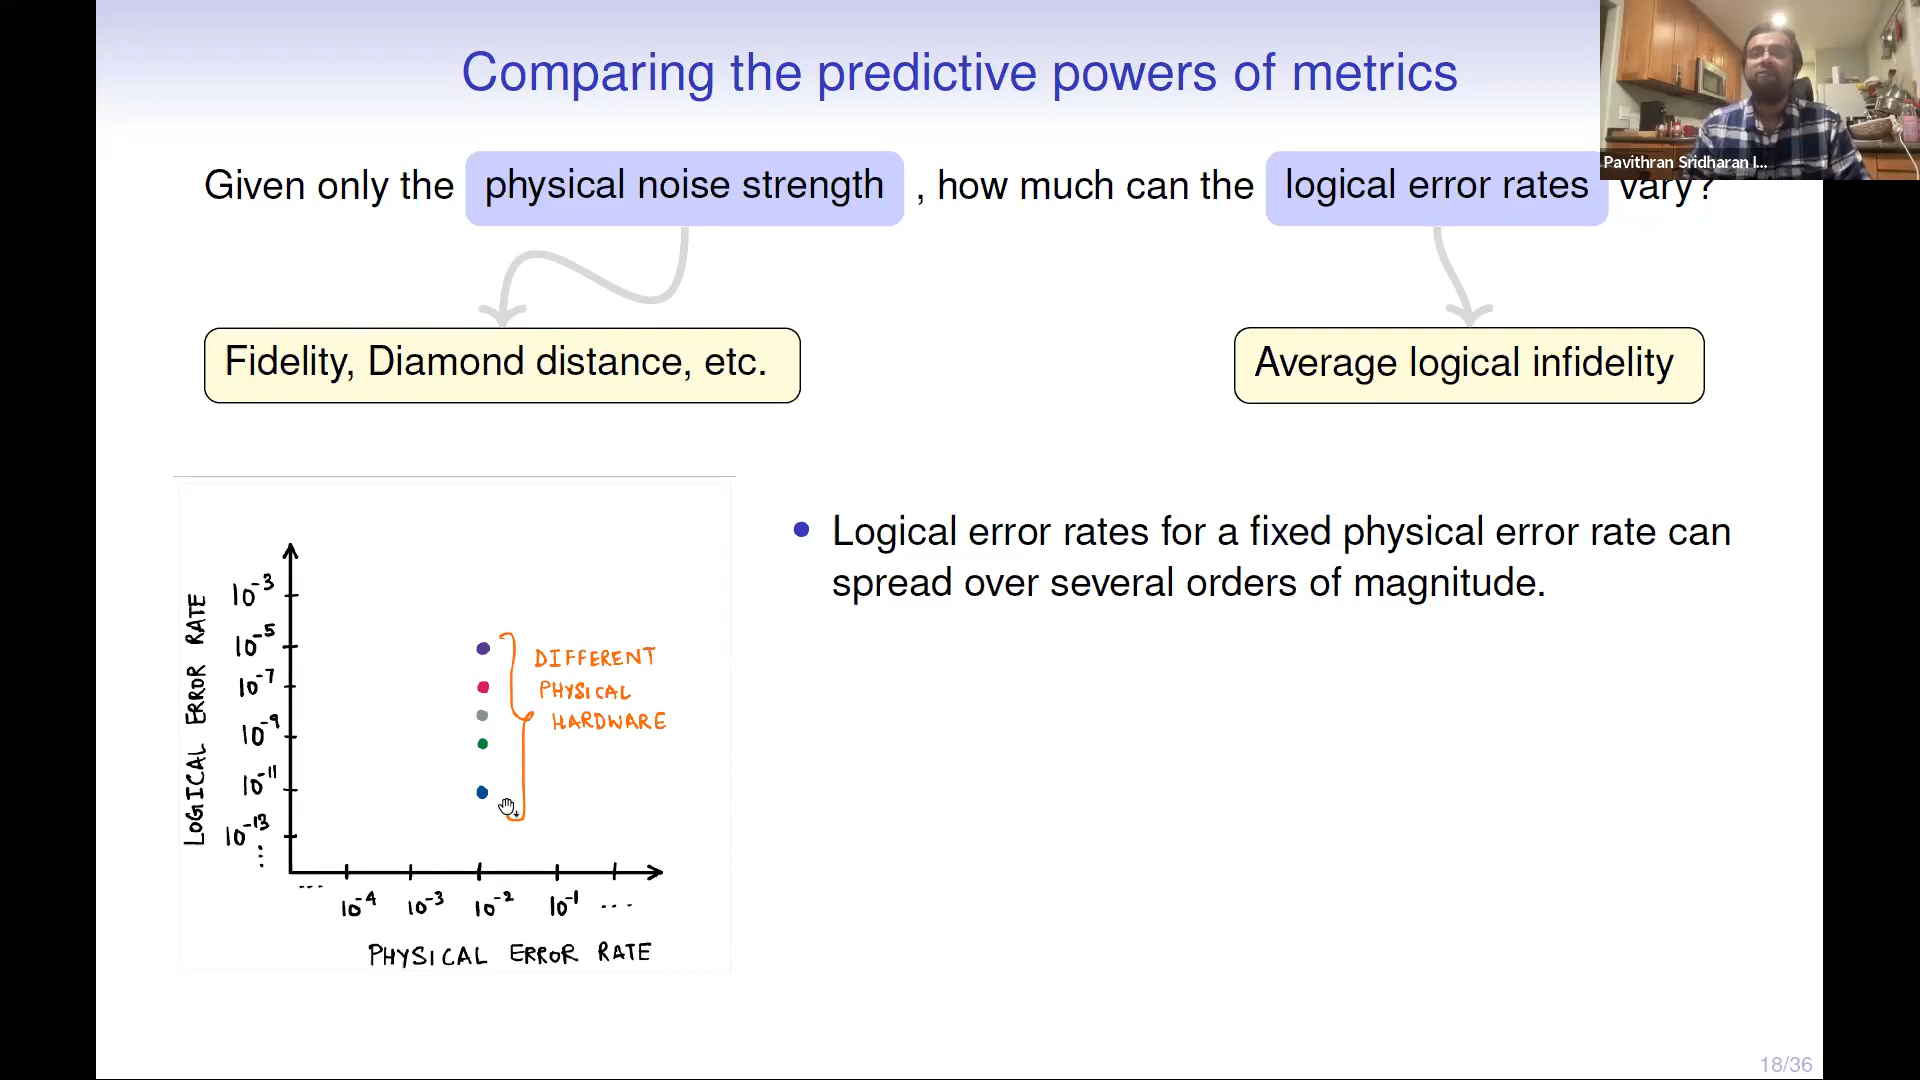 Comparing the predictive powers of metrics
Pavithran Sridharan I...
Given only the physical noise strength , how much can the logical error rates vary?
Fidelity, Diamond distance, etc.
Average logical infidelity
Logical error rates for a fixed physical error rate can
spread over several orders of magnitude.
LOGICAL ERROR RATE
10⁻³
10⁻⁵
10⁻⁷
10⁻⁹
10⁻¹¹
10⁻¹³
...
DIFFERENT
PHYSICAL
HARDWARE
... 10⁻⁴ 10⁻³ 10⁻² 10⁻¹ ...
PHYSICAL ERROR RATE
18/36